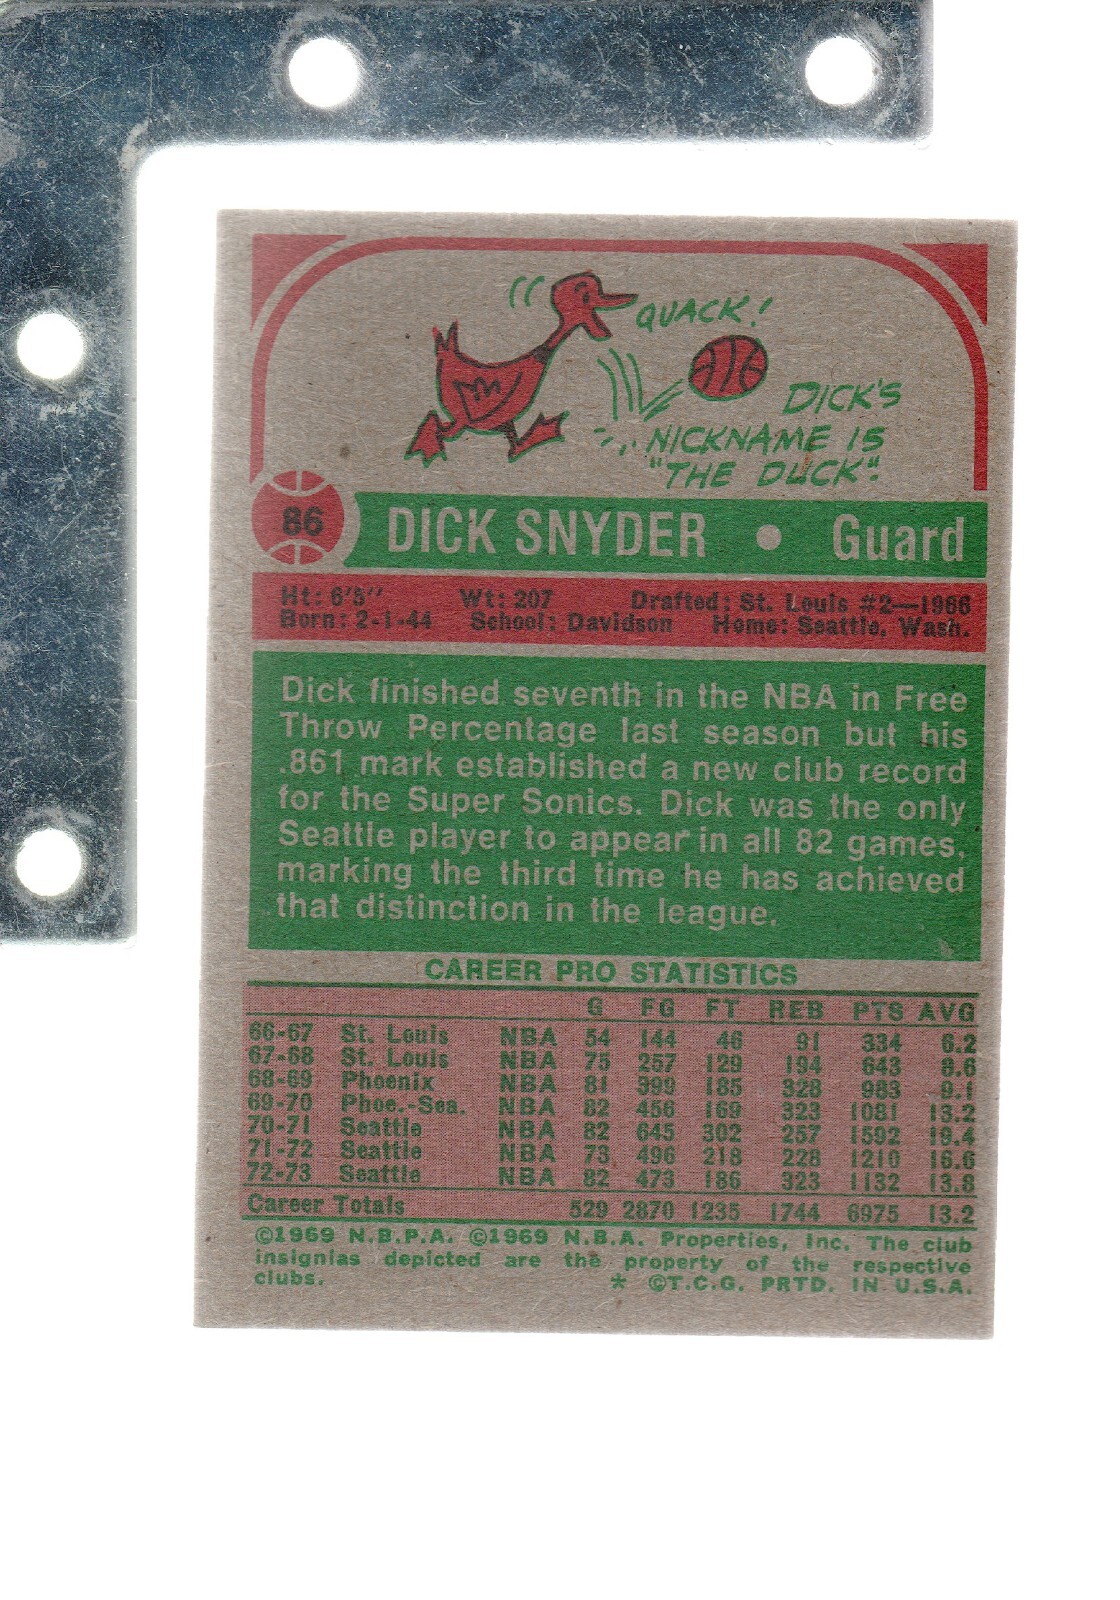 QUACK!
DICK'S
NICKNAME IS
"THE DUCK".
86 DICK SNYDER • Guard
Ht: 6'5" Wt: 207 Drafted: St. Louis #2—1966
Born: 2-1-44 School: Davidson Home: Seattle, Wash.
Dick finished seventh in the NBA in Free
Throw Percentage last season but his
.861 mark established a new club record
for the Super Sonics. Dick was the only
Seattle player to appear in all 82 games,
marking the third time he has achieved
that distinction in the league.
CAREER PRO STATISTICS
G FG FT REB PTS AVG
66-67 St. Louis NBA 54 144 46 91 334 6.2
67-68 St. Louis NBA 75 257 129 194 643 8.6
68-69 Phoenix NBA 81 399 185 328 983 9.1
69-70 Phoe.-Sea. NBA 82 456 169 323 1081 13.2
70-71 Seattle NBA 82 645 302 257 1592 19.4
71-72 Seattle NBA 73 496 218 228 1210 16.6
72-73 Seattle NBA 82 473 186 323 1132 13.8
Career Totals 529 2870 1235 1744 6975 13.2
©1969 N.B.P.A. ©1969 N.B.A. Properties, Inc. The club
insignias depicted are the property of the respective
clubs. * ©T.C.G. PRTD. IN U.S.A.